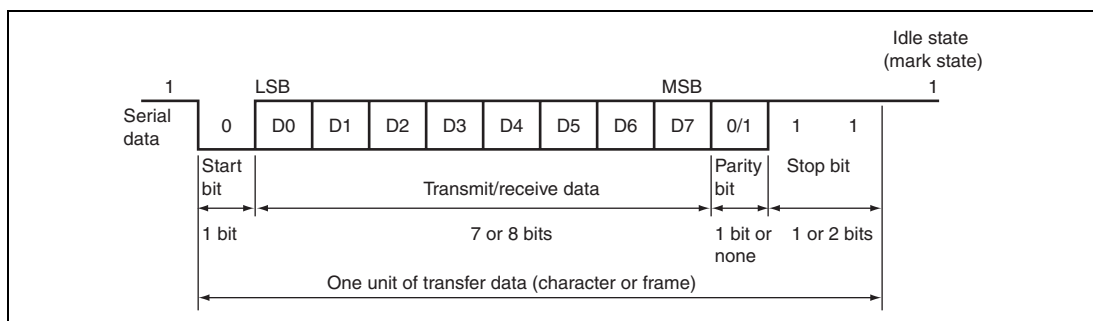 Idle state
(mark state)
1 LSB MSB 1
Serial
data
0 D0 D1 D2 D3 D4 D5 D6 D7 0/1 1 1
Start
bit
Transmit/receive data
Parity
bit
Stop bit
1 bit
7 or 8 bits
1 bit or
none
1 or 2 bits
One unit of transfer data (character or frame)